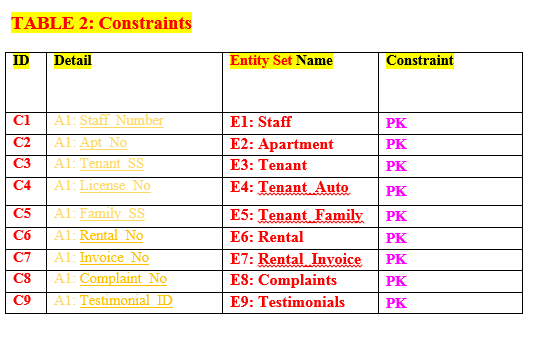 TABLE 2: Constraints
ID Detail Entity Set Name Constraint
C1 A1: Staff_Number E1: Staff PK
C2 A1: Apt_No E2: Apartment PK
C3 A1: Tenant_SS E3: Tenant PK
C4 A1: License_No E4: Tenant_Auto PK
C5 A1: Family_SS E5: Tenant_Family PK
C6 A1: Rental_No E6: Rental PK
C7 A1: Invoice_No E7: Rental_Invoice PK
C8 A1: Complaint_No E8: Complaints PK
C9 A1: Testimonial_ID E9: Testimonials PK